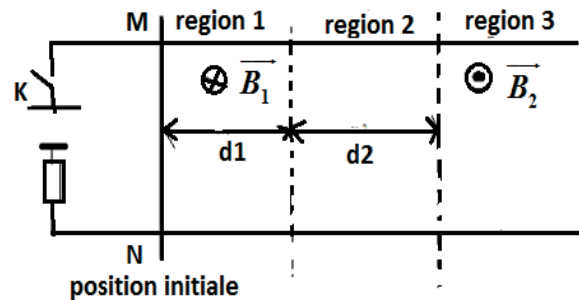 M region 1 region 2 region 3
K
B₁ B₂
d1 d2
N
position initiale